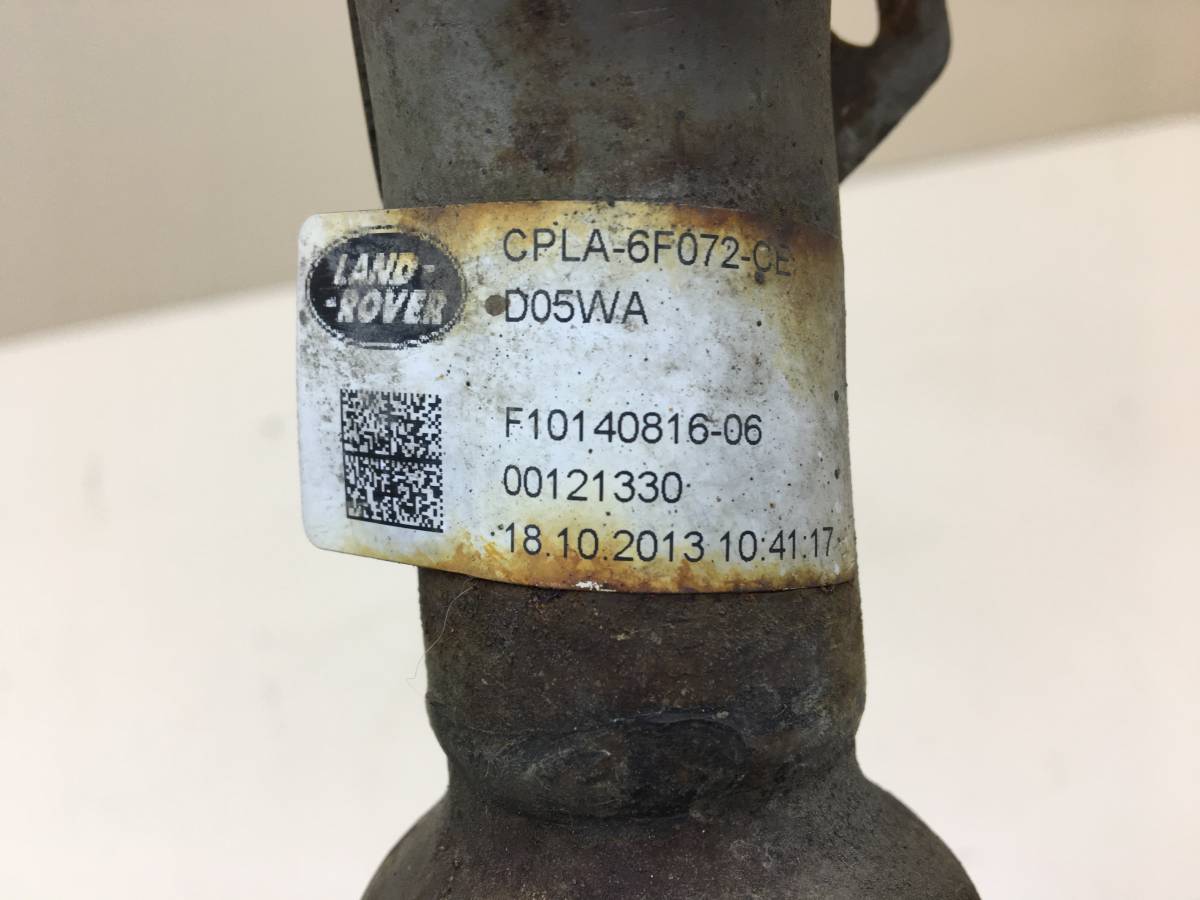 LAND-
-ROVER
CPLA-6F072-CE
D05WA
F10140816-06
00121330
18.10.2013 10:41:17